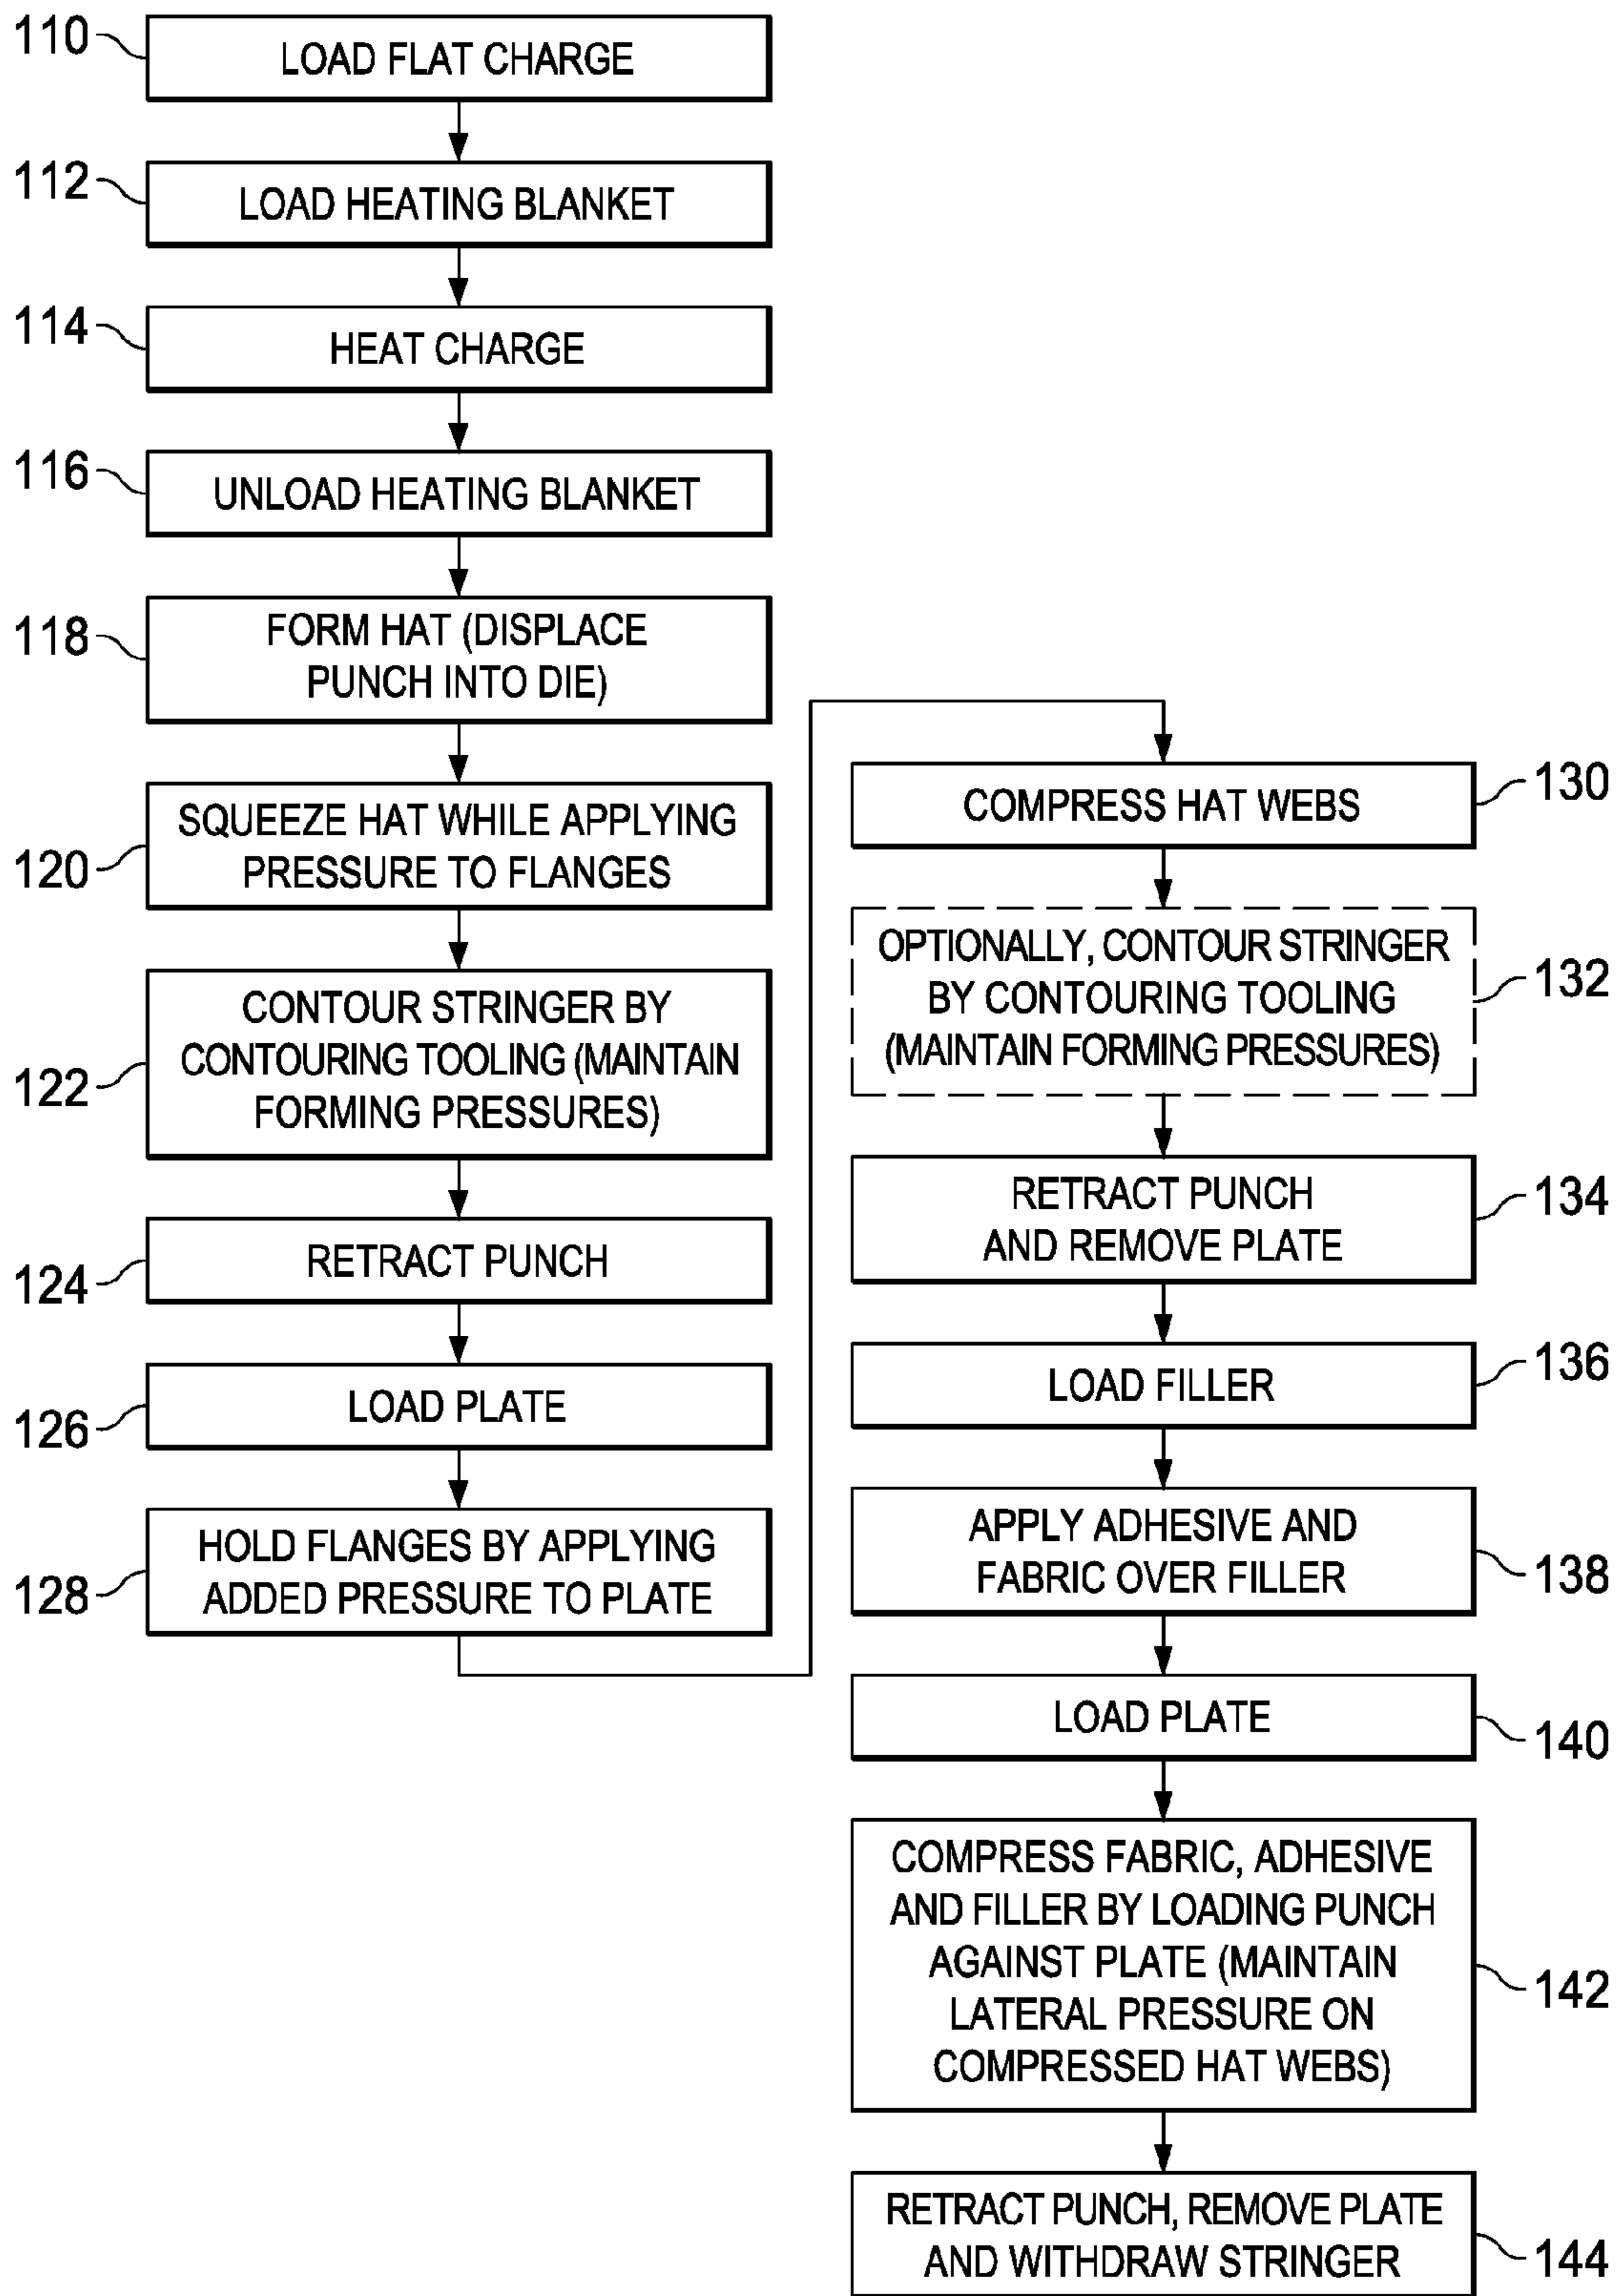 110
LOAD FLAT CHARGE
112
LOAD HEATING BLANKET
114
HEAT CHARGE
116
UNLOAD HEATING BLANKET
118
FORM HAT (DISPLACE
PUNCH INTO DIE)
120
SQUEEZE HAT WHILE APPLYING
PRESSURE TO FLANGES
122
CONTOUR STRINGER BY
CONTOURING TOOLING (MAINTAIN
FORMING PRESSURES)
124
RETRACT PUNCH
126
LOAD PLATE
128
HOLD FLANGES BY APPLYING
ADDED PRESSURE TO PLATE
COMPRESS HAT WEBS
130
OPTIONALLY, CONTOUR STRINGER
BY CONTOURING TOOLING
(MAINTAIN FORMING PRESSURES)
132
RETRACT PUNCH
AND REMOVE PLATE
134
LOAD FILLER
136
APPLY ADHESIVE AND
FABRIC OVER FILLER
138
LOAD PLATE
140
COMPRESS FABRIC, ADHESIVE
AND FILLER BY LOADING PUNCH
AGAINST PLATE (MAINTAIN
LATERAL PRESSURE ON
COMPRESSED HAT WEBS)
142
RETRACT PUNCH, REMOVE PLATE
AND WITHDRAW STRINGER
144